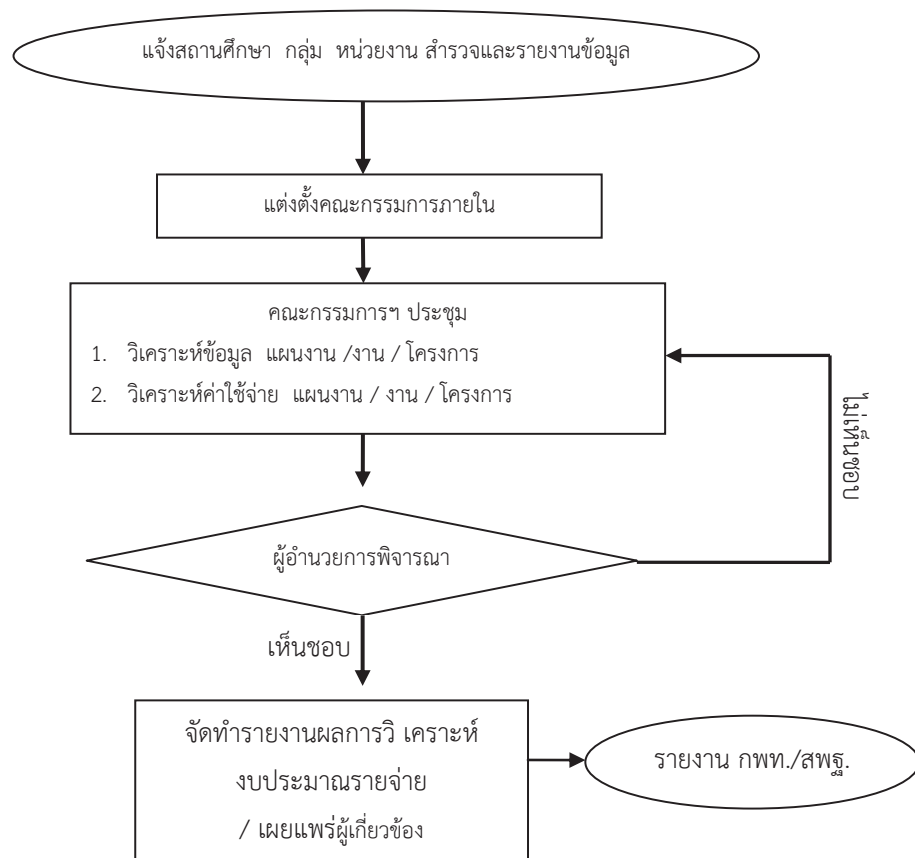 แจ้งสถานศึกษา กลุ่ม หน่วยงาน สำรวจและรายงานข้อมูล
แต่งตั้งคณะกรรมการภายใน
คณะกรรมการฯ ประชุม
1. วิเคราะห์ข้อมูล แผนงาน /งาน / โครงการ
2. วิเคราะห์ค่าใช้จ่าย แผนงาน / งาน / โครงการ
ไม่เห็นชอบ
ผู้อำนวยการพิจารณา
เห็นชอบ
จัดทำรายงานผลการวิ เคราะห์
งบประมาณรายจ่าย
/ เผยแพร่ผู้เกี่ยวข้อง
รายงาน กพท./สพฐ.